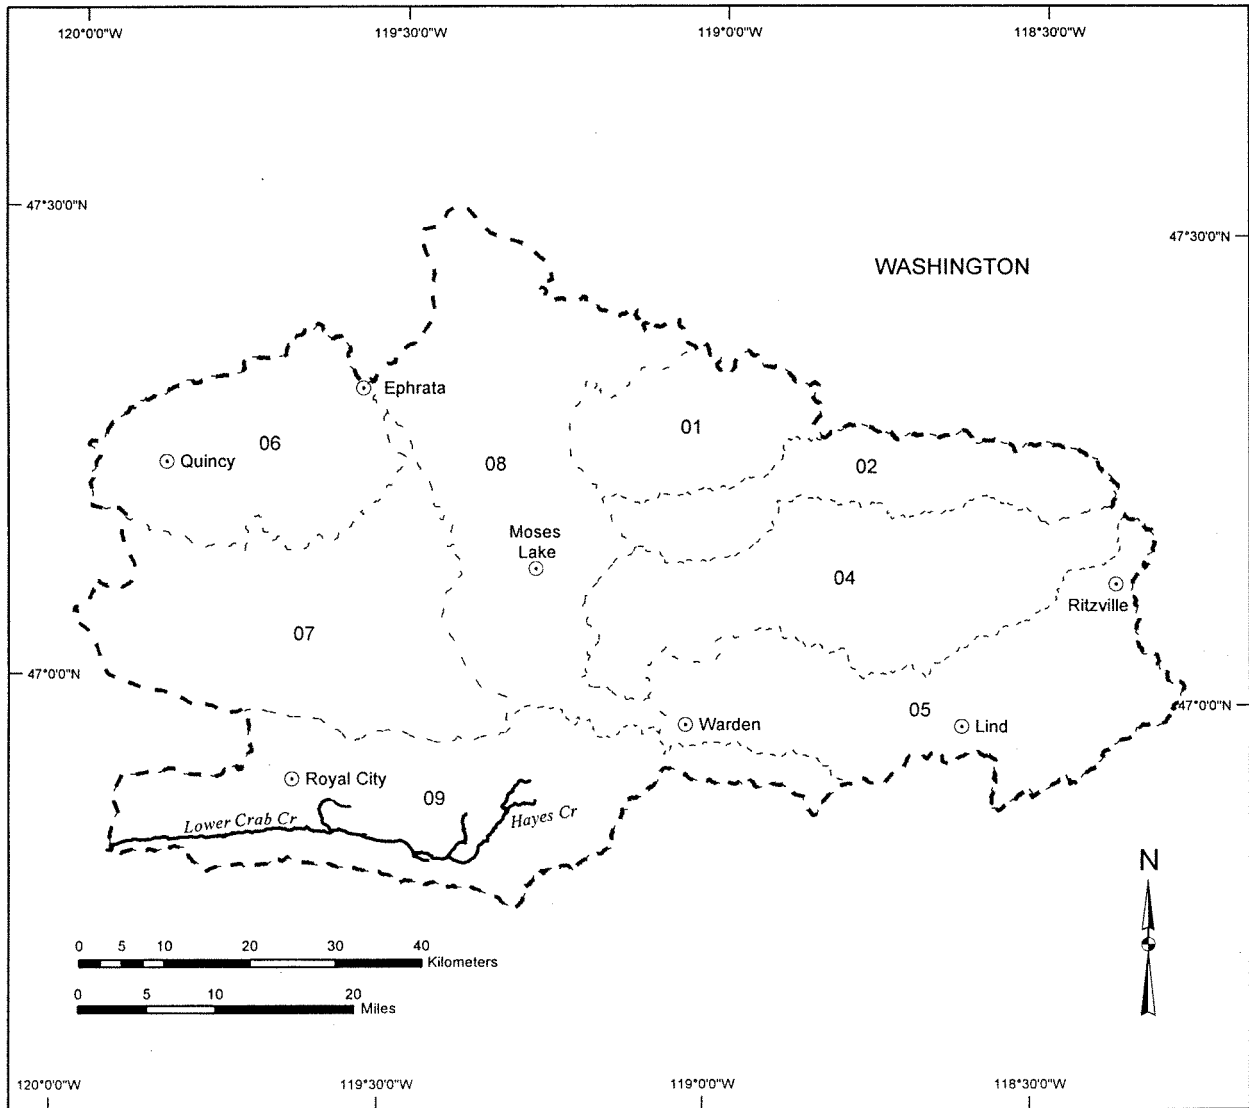 120°0'0"W 119°30'0"W 119°0'0"W 118°30'0"W
47°30'0"N
47°30'0"N
WASHINGTON
Ephrata
01
06
Quincy
08
02
Moses
Lake
04
Ritzville
07
47°0'0"N
47°0'0"N
05
Warden
Lind
Royal City
09
Lower Crab Cr
Hayes Cr
N
0 5 10 20 30 40
Kilometers
0 5 10 20
Miles
120°0'0"W 119°30'0"W 119°0'0"W 118°30'0"W